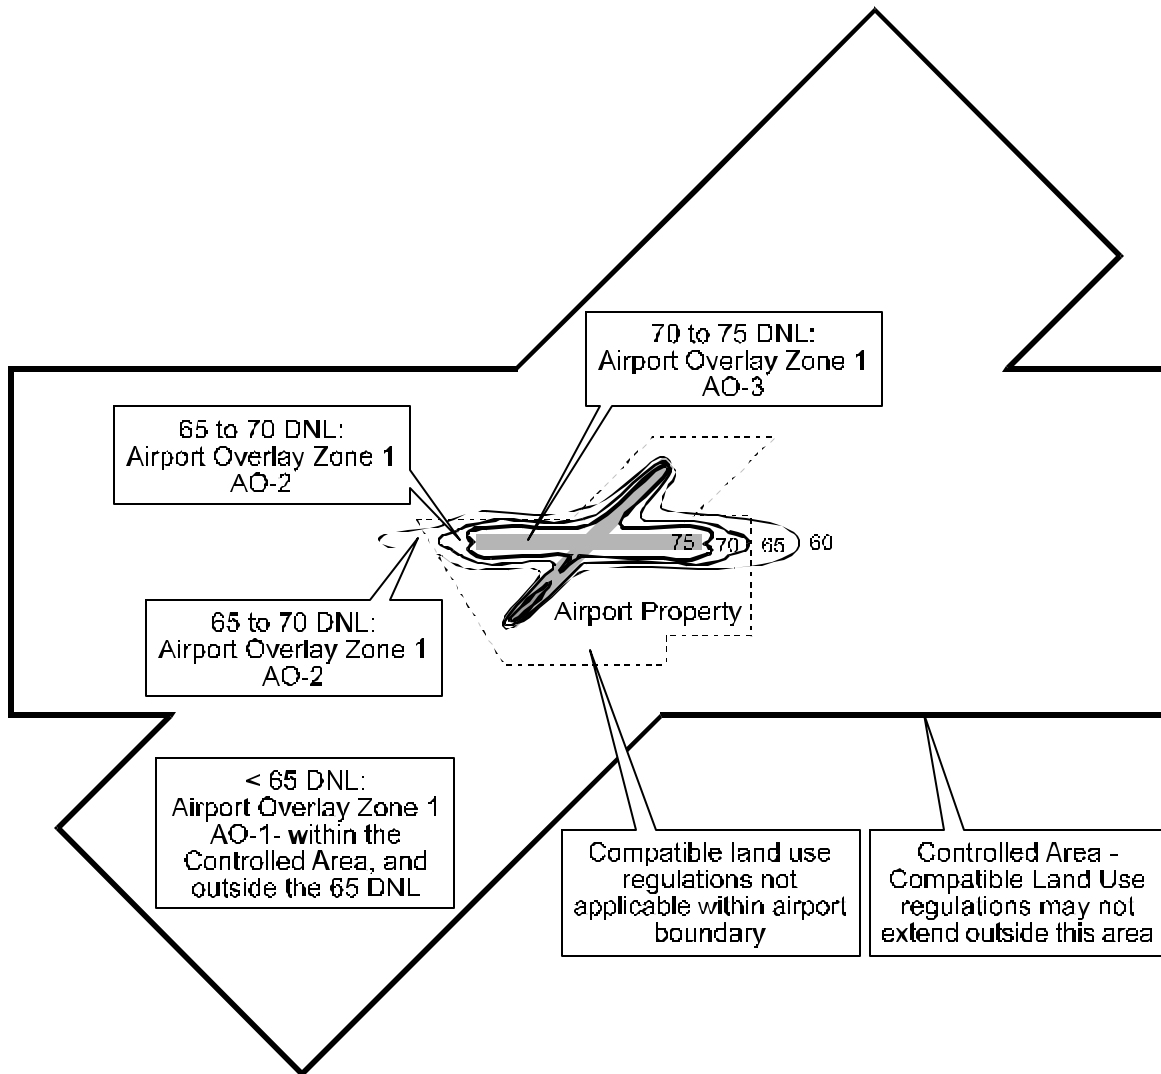 70 to 75 DNL:
Airport Overlay Zone 1
AO-3
65 to 70 DNL:
Airport Overlay Zone 1
AO-2
75
70
65
60
Airport Property
65 to 70 DNL:
Airport Overlay Zone 1
AO-2
< 65 DNL:
Airport Overlay Zone 1
AO-1- within the
Controlled Area, and
outside the 65 DNL
Compatible land use
regulations not
applicable within airport
boundary
Controlled Area -
Compatible Land Use
regulations may not
extend outside this area